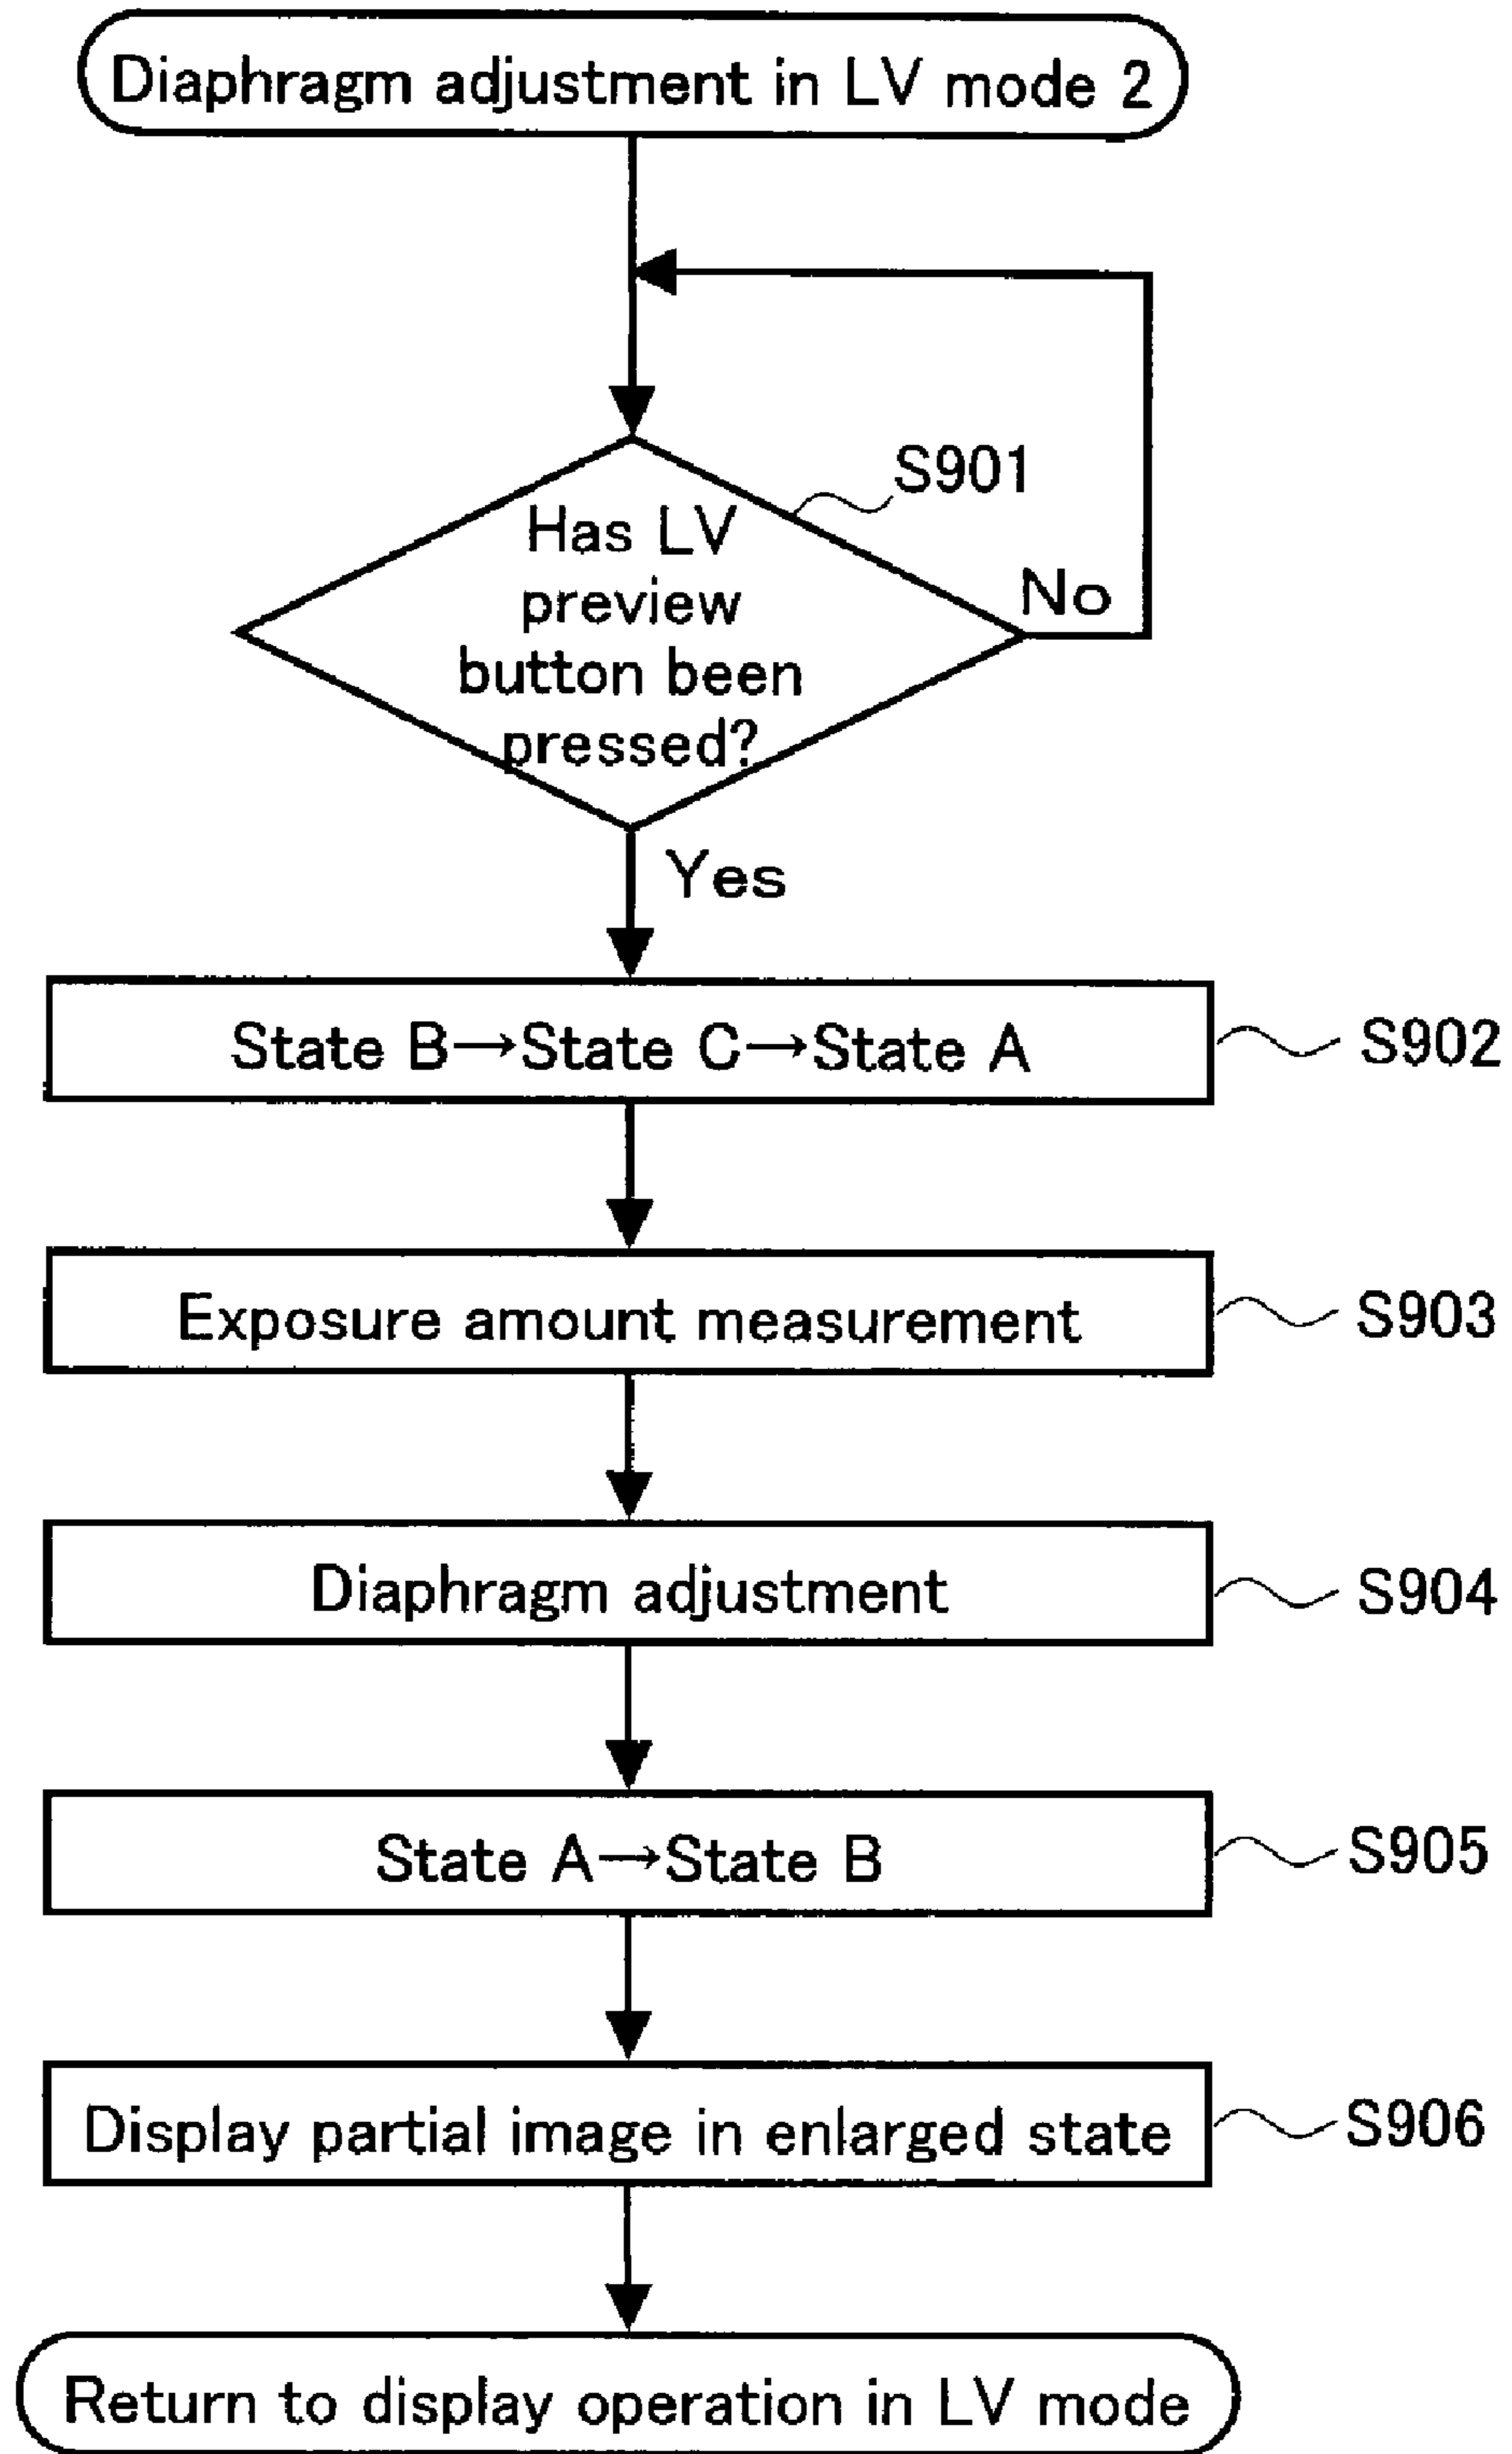 Diaphragm adjustment in LV mode 2
S901
Has LV
preview
button been
pressed?
No
Yes
State B→State C→State A
S902
Exposure amount measurement
S903
Diaphragm adjustment
S904
State A→State B
S905
Display partial image in enlarged state
S906
Return to display operation in LV mode